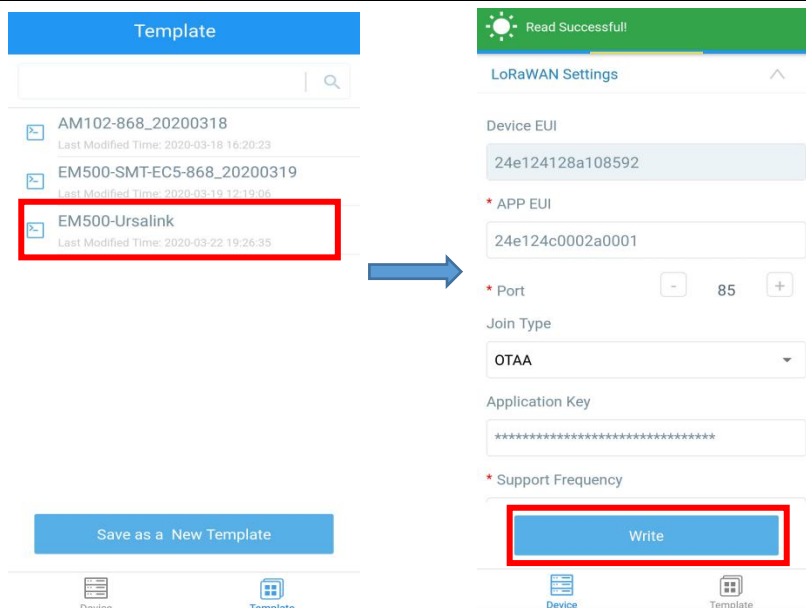 Template
AM102-868_20200318
Last Modified Time: 2020-03-18 16:20:23
EM500-SMT-EC5-868_20200319
Last Modified Time: 2020-03-19 12:19:06
EM500-Ursalink
Last Modified Time: 2020-03-22 19:26:35
Save as a New Template
Device
Template
Read Successful!
LoRaWAN Settings
Device EUI
24e124128a108592
* APP EUI
24e124c0002a0001
* Port - 85 +
Join Type
OTAA
Application Key
********************************
* Support Frequency
Write
Device
Template